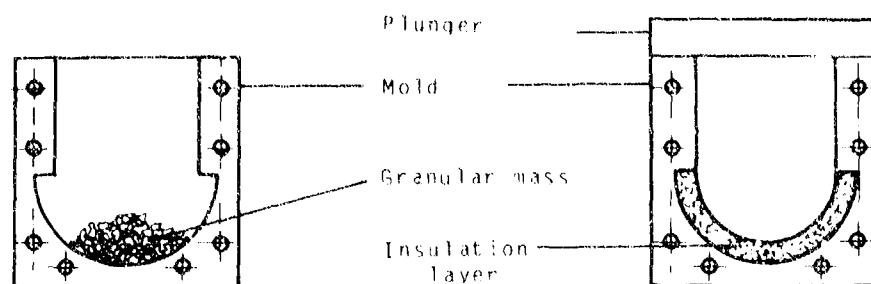 Plunger
Mold
Granular mass
Insulation
layer